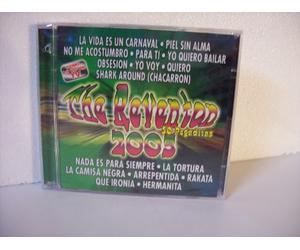 LA VIDA ES UN CARNAVAL • PIEL SIN ALMA
NO ME ACOSTUMBRO • PARA TI • YO QUIERO BAILAR
OBSESION • YO VOY • QUIERO
SHARK AROUND (CHACARRON)
The Reventon
30 Pegaditas
2005
NADA ES PARA SIEMPRE • LA TORTURA
LA CAMISA NEGRA • ARREPENTIDA • RAKATA
QUE IRONIA • HERMANITA